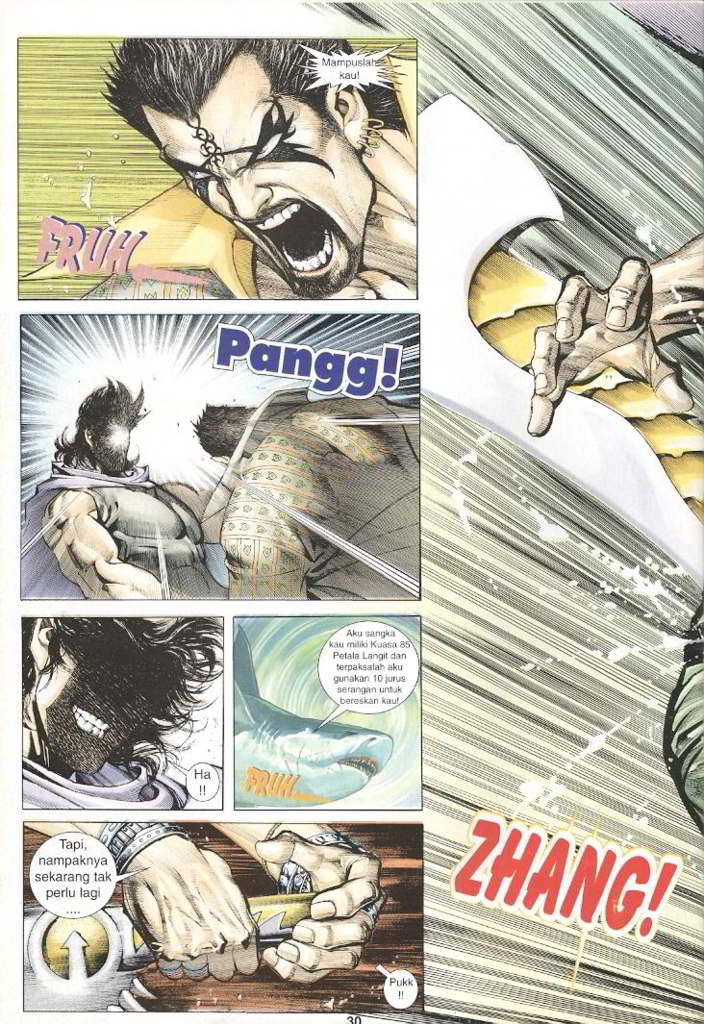 Mampuslah
kau!
FRUH
Pangg!
Ha
!!
Aku sangka
kau miliki Kuasa 85
Petala Langit dan
terpaksalah aku
gunakan 10 jurus
serangan untuk
bereskan kau!
FRUH
Tapi,
nampaknya
sekarang tak
perlu lagi
....
Pukk
!!
ZHANG!
30